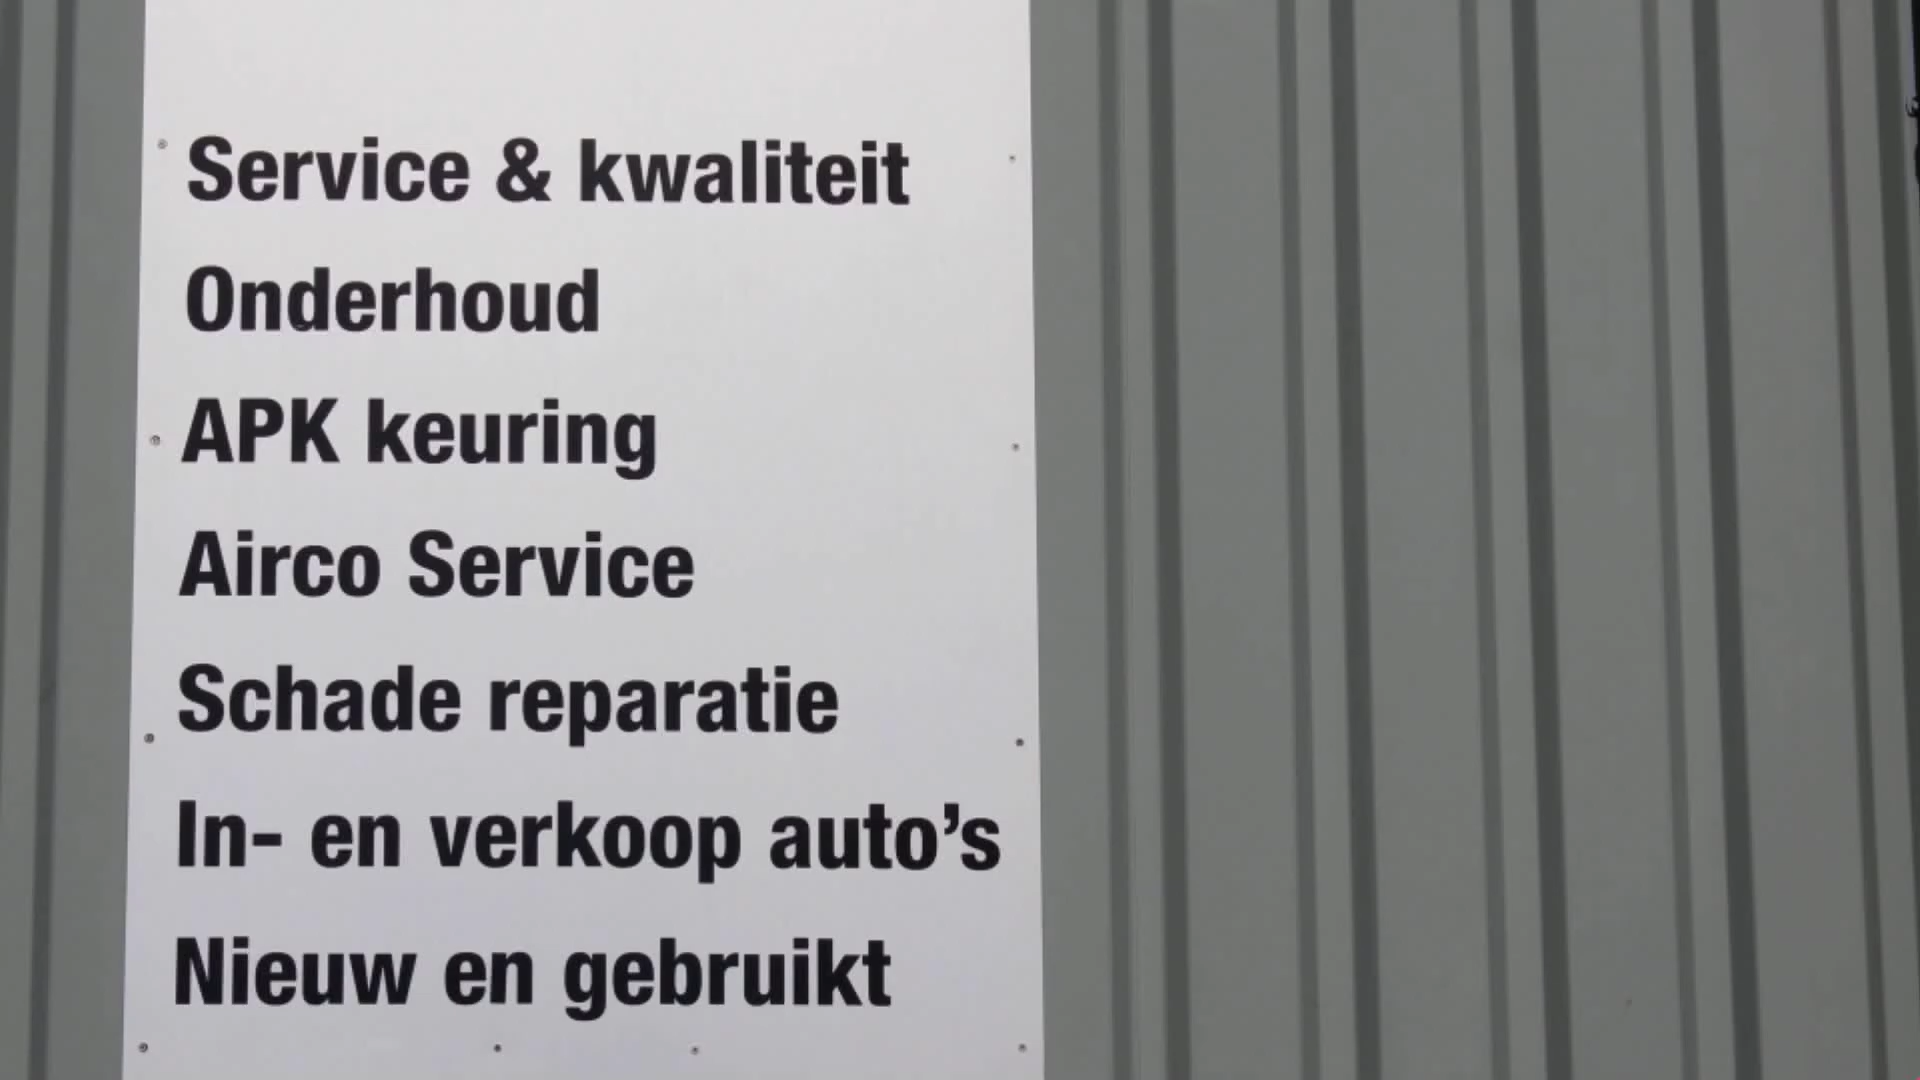 Service & kwaliteit
Onderhoud
APK keuring
Airco Service
Schade reparatie
In- en verkoop auto’s
Nieuw en gebruikt